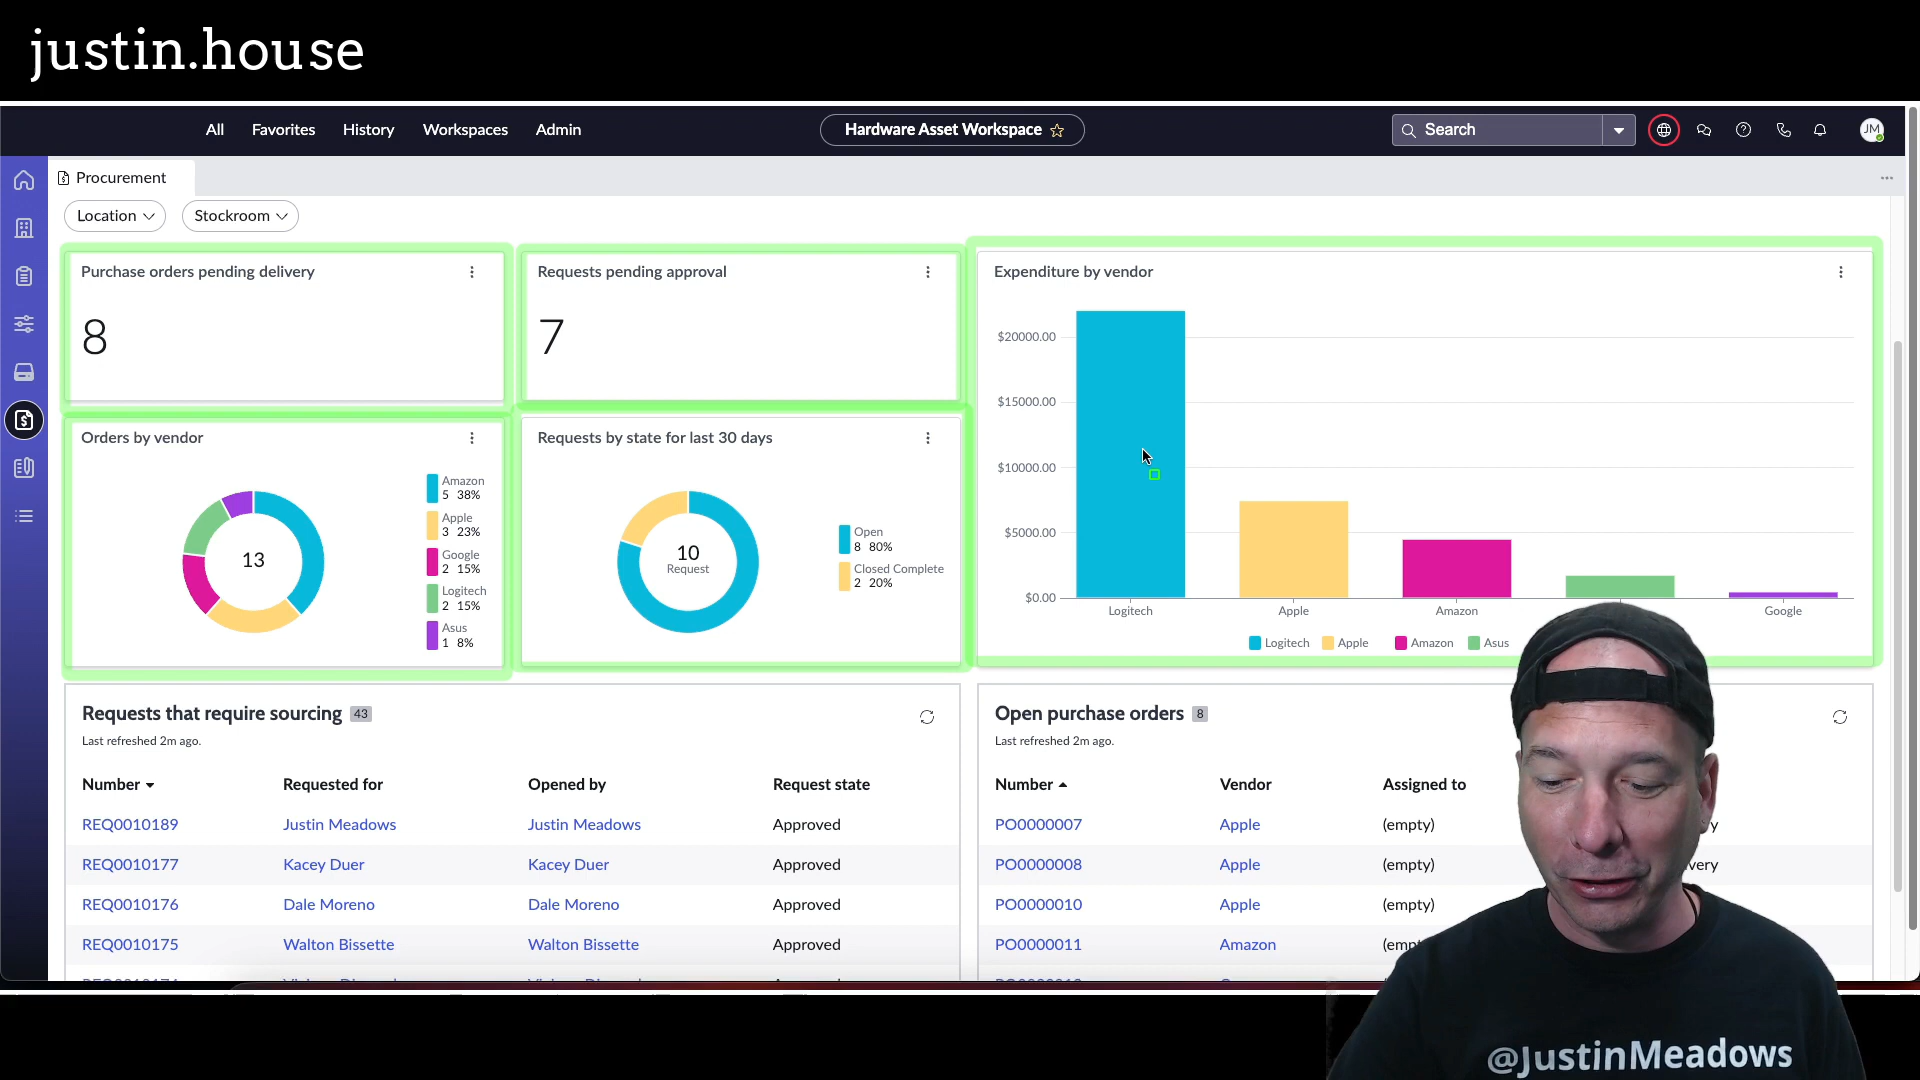 justin.house
All Favorites History Workspaces Admin
Hardware Asset Workspace
Search
JM
Procurement
Location
Stockroom
Purchase orders pending delivery
8
Requests pending approval
7
Expenditure by vendor
$20000.00
$15000.00
$10000.00
$5000.00
$0.00
Logitech Apple Amazon Google
Logitech Apple Amazon Asus
Orders by vendor
13
Amazon
5 38%
Apple
3 23%
Google
2 15%
Logitech
2 15%
Asus
1 8%
Requests by state for last 30 days
10
Request
Open
8 80%
Closed Complete
2 20%
Requests that require sourcing 43
Last refreshed 2m ago.
Number Requested for Opened by Request state
REQ0010189 Justin Meadows Justin Meadows Approved
REQ0010177 Kacey Duer Kacey Duer Approved
REQ0010176 Dale Moreno Dale Moreno Approved
REQ0010175 Walton Bissette Walton Bissette Approved
Open purchase orders 8
Last refreshed 2m ago.
Number Vendor Assigned to
PO0000007 Apple (empty)
PO0000008 Apple (empty)
PO0000010 Apple (empty)
PO0000011 Amazon
@JustinMeadows